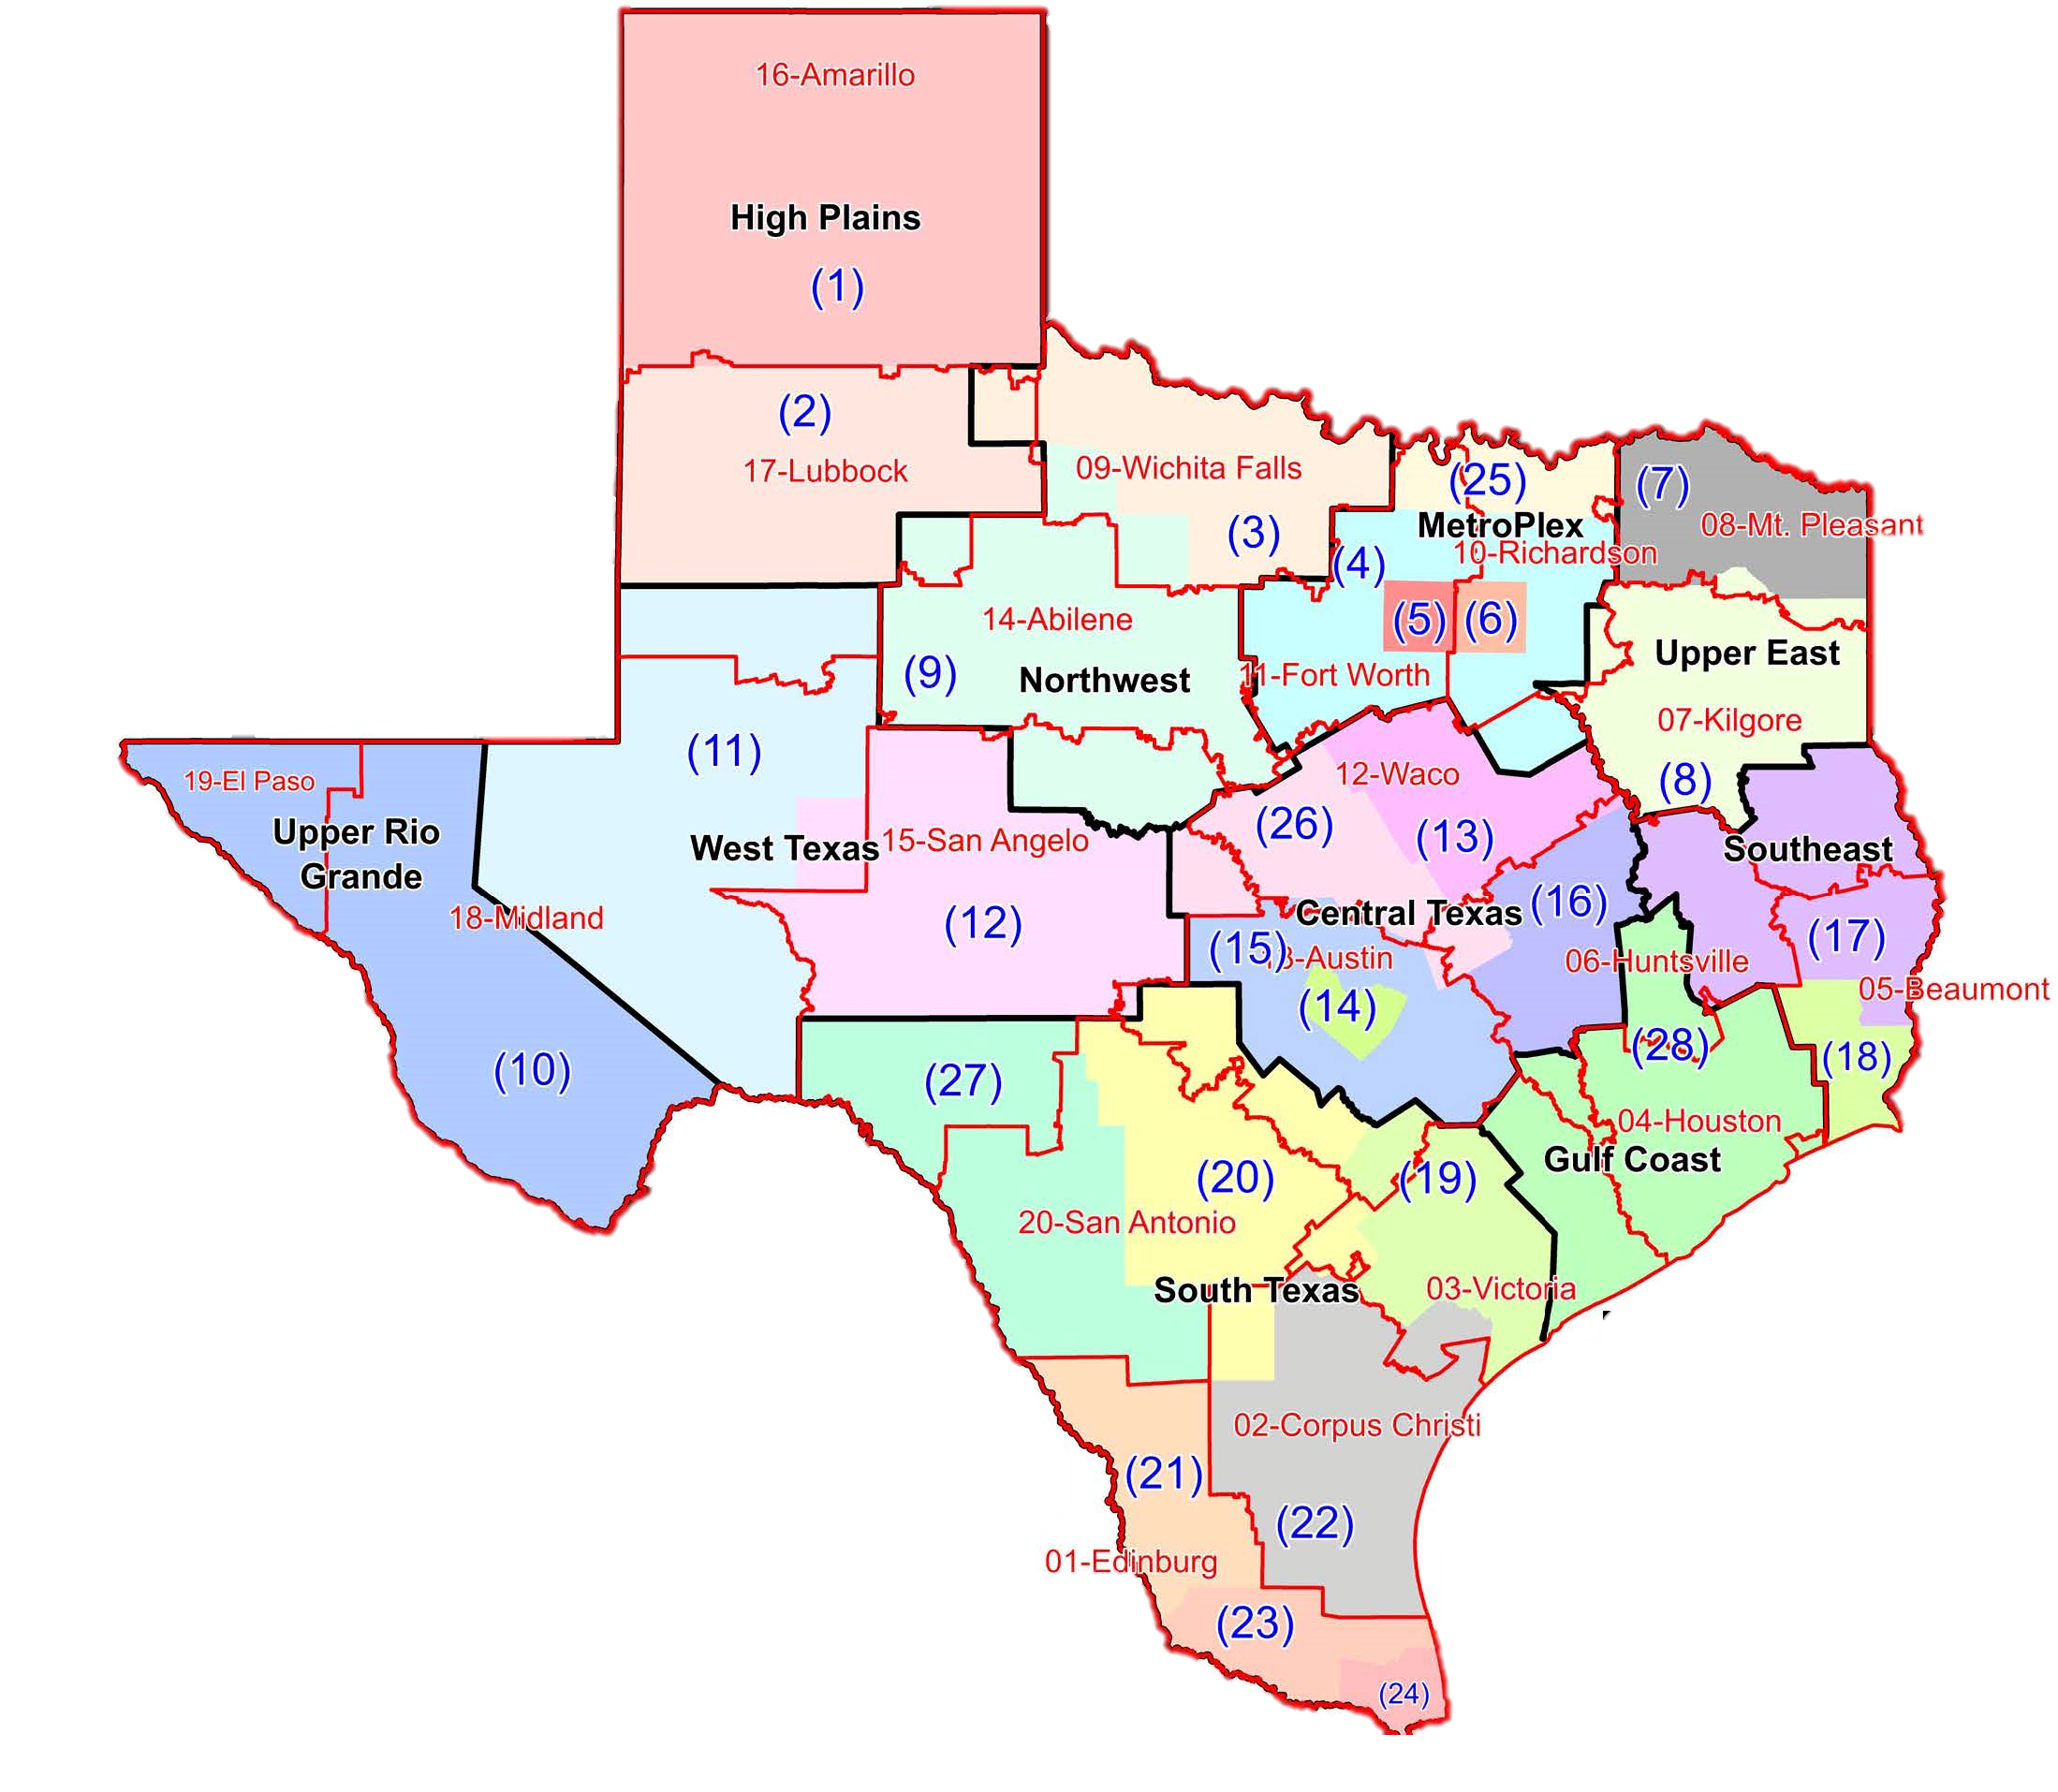 16-Amarillo
High Plains
(1)
(2)
17-Lubbock
09-Wichita Falls
(3)
(25)
(7)
MetroPlex
08-Mt. Pleasant
(4)
10-Richardson
14-Abilene
(5)
(6)
(9)
Northwest
11-Fort Worth
Upper East
07-Kilgore
(11)
12-Waco
(8)
19-El Paso
Upper Rio
Grande
West Texas
15-San Angelo
(26)
(13)
Southeast
18-Midland
(12)
Central Texas
(16)
(15)
13-Austin
06-Huntsville
(17)
05-Beaumont
(14)
(10)
(27)
(28)
(18)
04-Houston
Gulf Coast
(20)
(19)
20-San Antonio
South Texas
03-Victoria
02-Corpus Christi
(21)
(22)
01-Edinburg
(23)
(24)